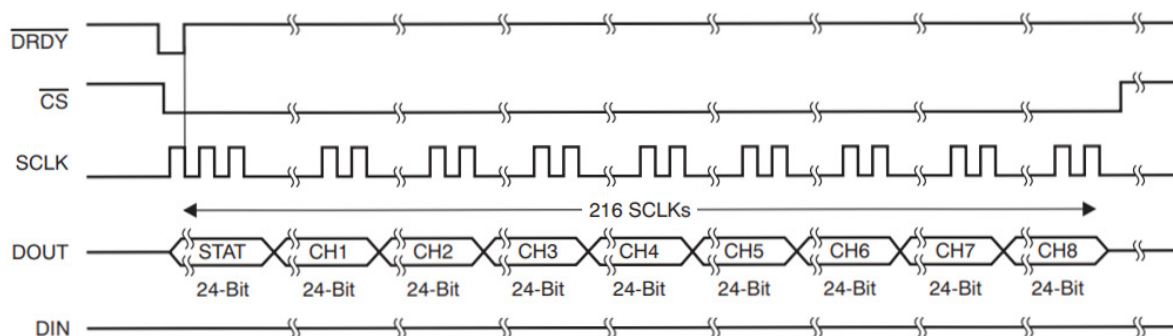 DRDY
CS
SCLK
216 SCLKs
DOUT STAT CH1 CH2 CH3 CH4 CH5 CH6 CH7 CH8
24-Bit 24-Bit 24-Bit 24-Bit 24-Bit 24-Bit 24-Bit 24-Bit 24-Bit
DIN